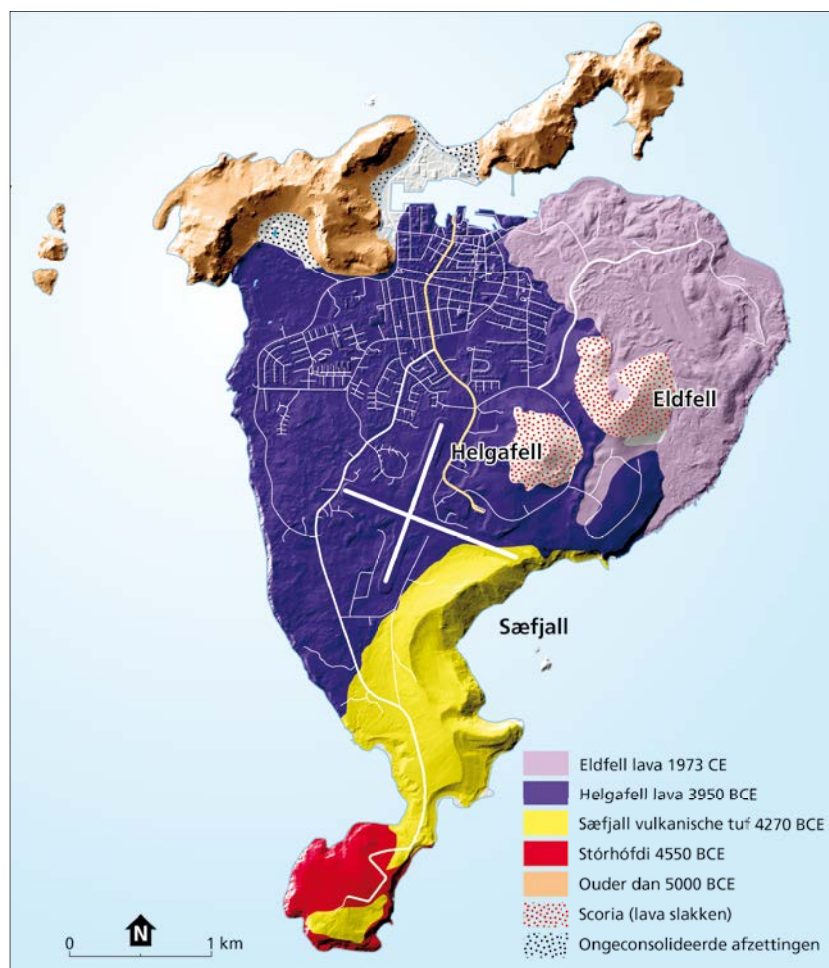 Eldfell
Helgafell
Sæfjall
Eldfell lava 1973 CE
Helgafell lava 3950 BCE
Sæfjall vulkanische tuf 4270 BCE
Stórhófdi 4550 BCE
Ouder dan 5000 BCE
Scoria (lava slakken)
Ongeconsolideerde afzettingen
N
0 1 km